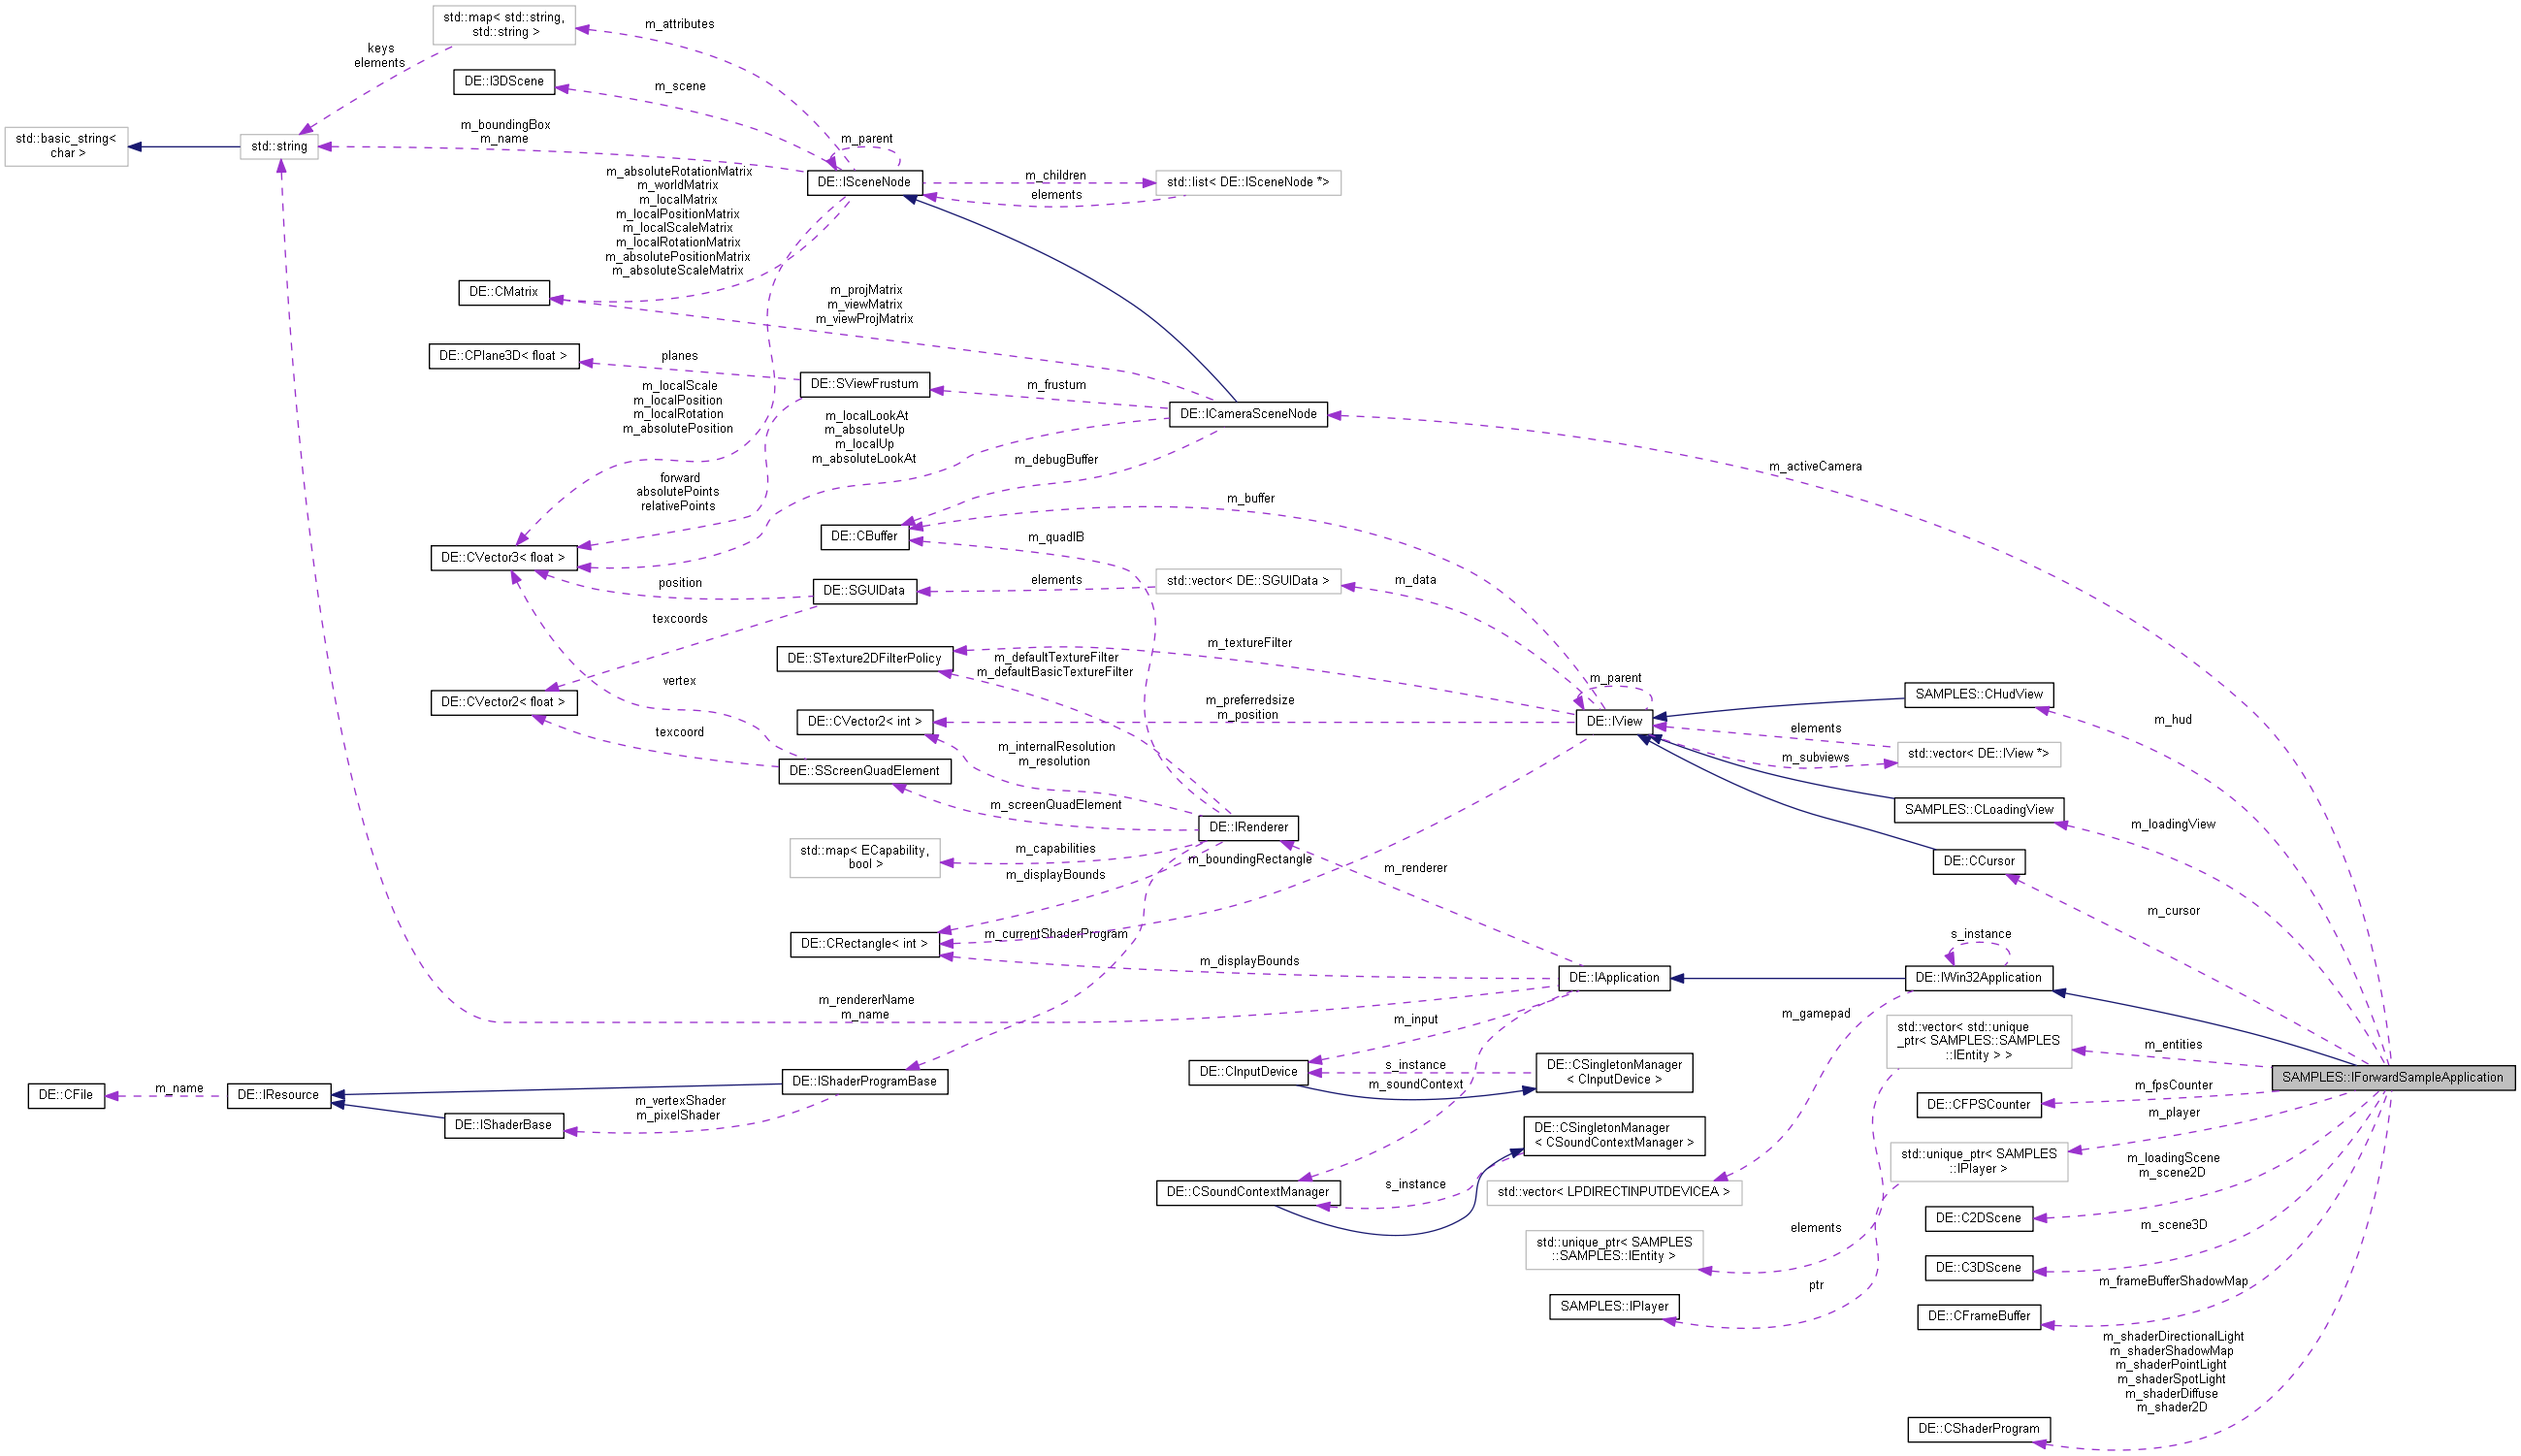 std::map< std::string,
std::string >
m_attributes
keys
elements
DE::I3DScene
m_scene
std::basic_string<
char >
std::string
m_boundingBox
m_name
m_parent
DE::ISceneNode
m_children
elements
std::list< DE::ISceneNode *>
m_absoluteRotationMatrix
m_worldMatrix
m_localMatrix
m_localPositionMatrix
m_localScaleMatrix
m_localRotationMatrix
m_absolutePositionMatrix
m_absoluteScaleMatrix
DE::CMatrix
m_projMatrix
m_viewMatrix
m_viewProjMatrix
DE::CPlane3D< float >
planes
DE::SViewFrustum
m_frustum
DE::ICameraSceneNode
m_localScale
m_localPosition
m_localRotation
m_absolutePosition
m_localLookAt
m_absoluteUp
m_localUp
m_absoluteLookAt
m_debugBuffer
m_activeCamera
forward
absolutePoints
relativePoints
m_buffer
DE::CBuffer
m_quadIB
DE::CVector3< float >
position
DE::SGUIData
elements
std::vector< DE::SGUIData >
m_data
texcoords
m_textureFilter
DE::STexture2DFilterPolicy
m_defaultTextureFilter
m_defaultBasicTextureFilter
vertex
DE::CVector2< float >
m_preferredsize
m_position
DE::CVector2< int >
m_parent
DE::IView
SAMPLES::CHudView
m_hud
elements
std::vector< DE::IView *>
m_subviews
texcoord
m_internalResolution
m_resolution
DE::SScreenQuadElement
m_screenQuadElement
DE::IRenderer
SAMPLES::CLoadingView
m_loadingView
std::map< ECapability,
bool >
m_capabilities
m_boundingRectangle
m_displayBounds
m_renderer
DE::CCursor
m_cursor
DE::CRectangle< int >
m_currentShaderProgram
m_displayBounds
s_instance
DE::IApplication
DE::IWin32Application
m_rendererName
m_name
m_input
m_gamepad
std::vector< std::unique
_ptr< SAMPLES::SAMPLES
::IEntity > >
m_entities
SAMPLES::IForwardSampleApplication
DE::CInputDevice
s_instance
DE::CSingletonManager
< CInputDevice >
m_soundContext
DE::CFile
m_name
DE::IResource
DE::IShaderProgramBase
m_vertexShader
m_pixelShader
DE::IShaderBase
m_fpsCounter
DE::CFPSCounter
m_player
DE::CSingletonManager
< CSoundContextManager >
std::unique_ptr< SAMPLES
::IPlayer >
m_loadingScene
m_scene2D
DE::CSoundContextManager
s_instance
std::vector< LPDIRECTINPUTDEVICEA >
DE::C2DScene
elements
m_scene3D
std::unique_ptr< SAMPLES
::SAMPLES::IEntity >
DE::C3DScene
ptr
m_frameBufferShadowMap
SAMPLES::IPlayer
DE::CFrameBuffer
m_shaderDirectionalLight
m_shaderShadowMap
m_shaderPointLight
m_shaderSpotLight
m_shaderDiffuse
m_shader2D
DE::CShaderProgram